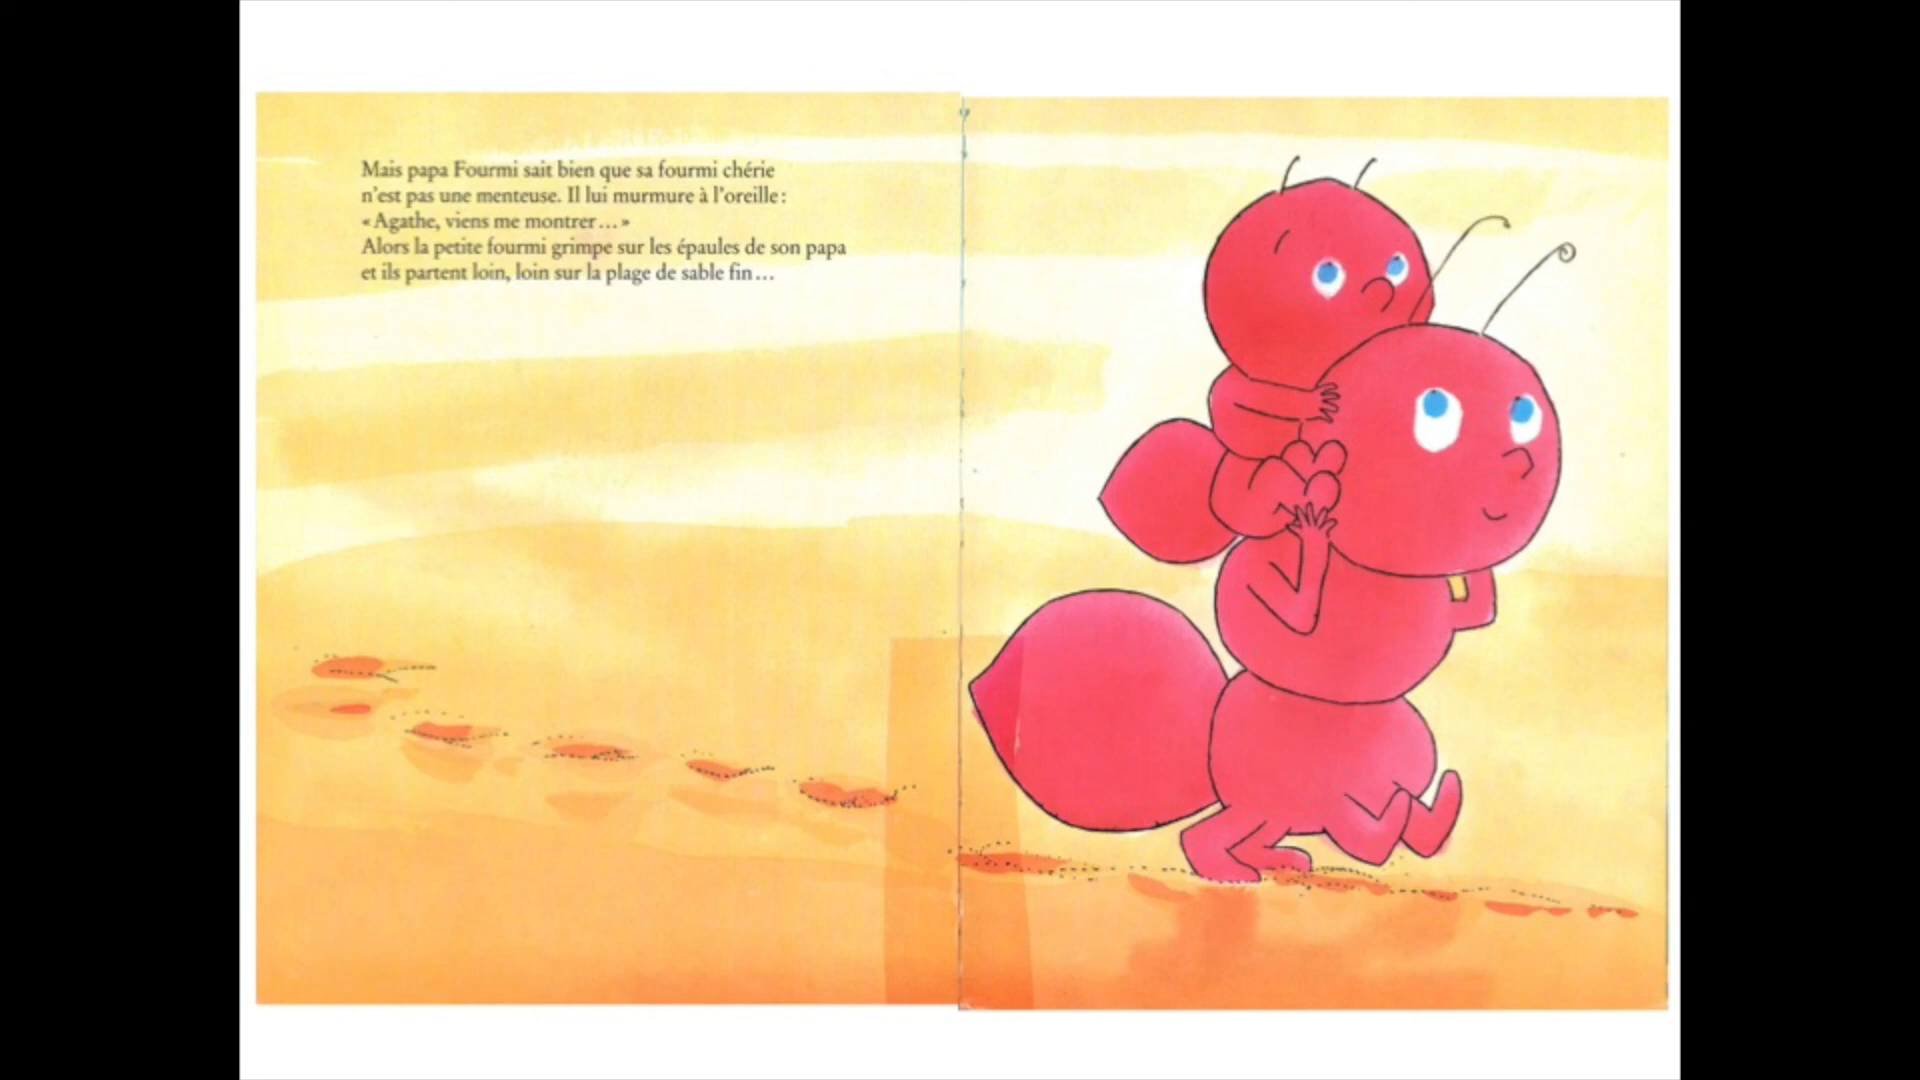 Mais papa Fourmi sait bien que sa fourmi chérie
n'est pas une menteuse. Il lui murmure à l'oreille :
« Agathe, viens me montrer... »
Alors la petite fourmi grimpe sur les épaules de son papa
et ils partent loin, loin sur la plage de sable fin...